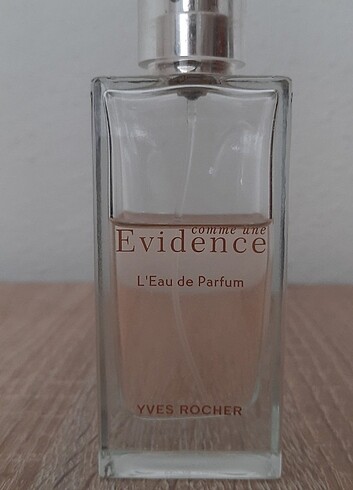 comme une
Evidence
L'Eau de Parfum
YVES ROCHER